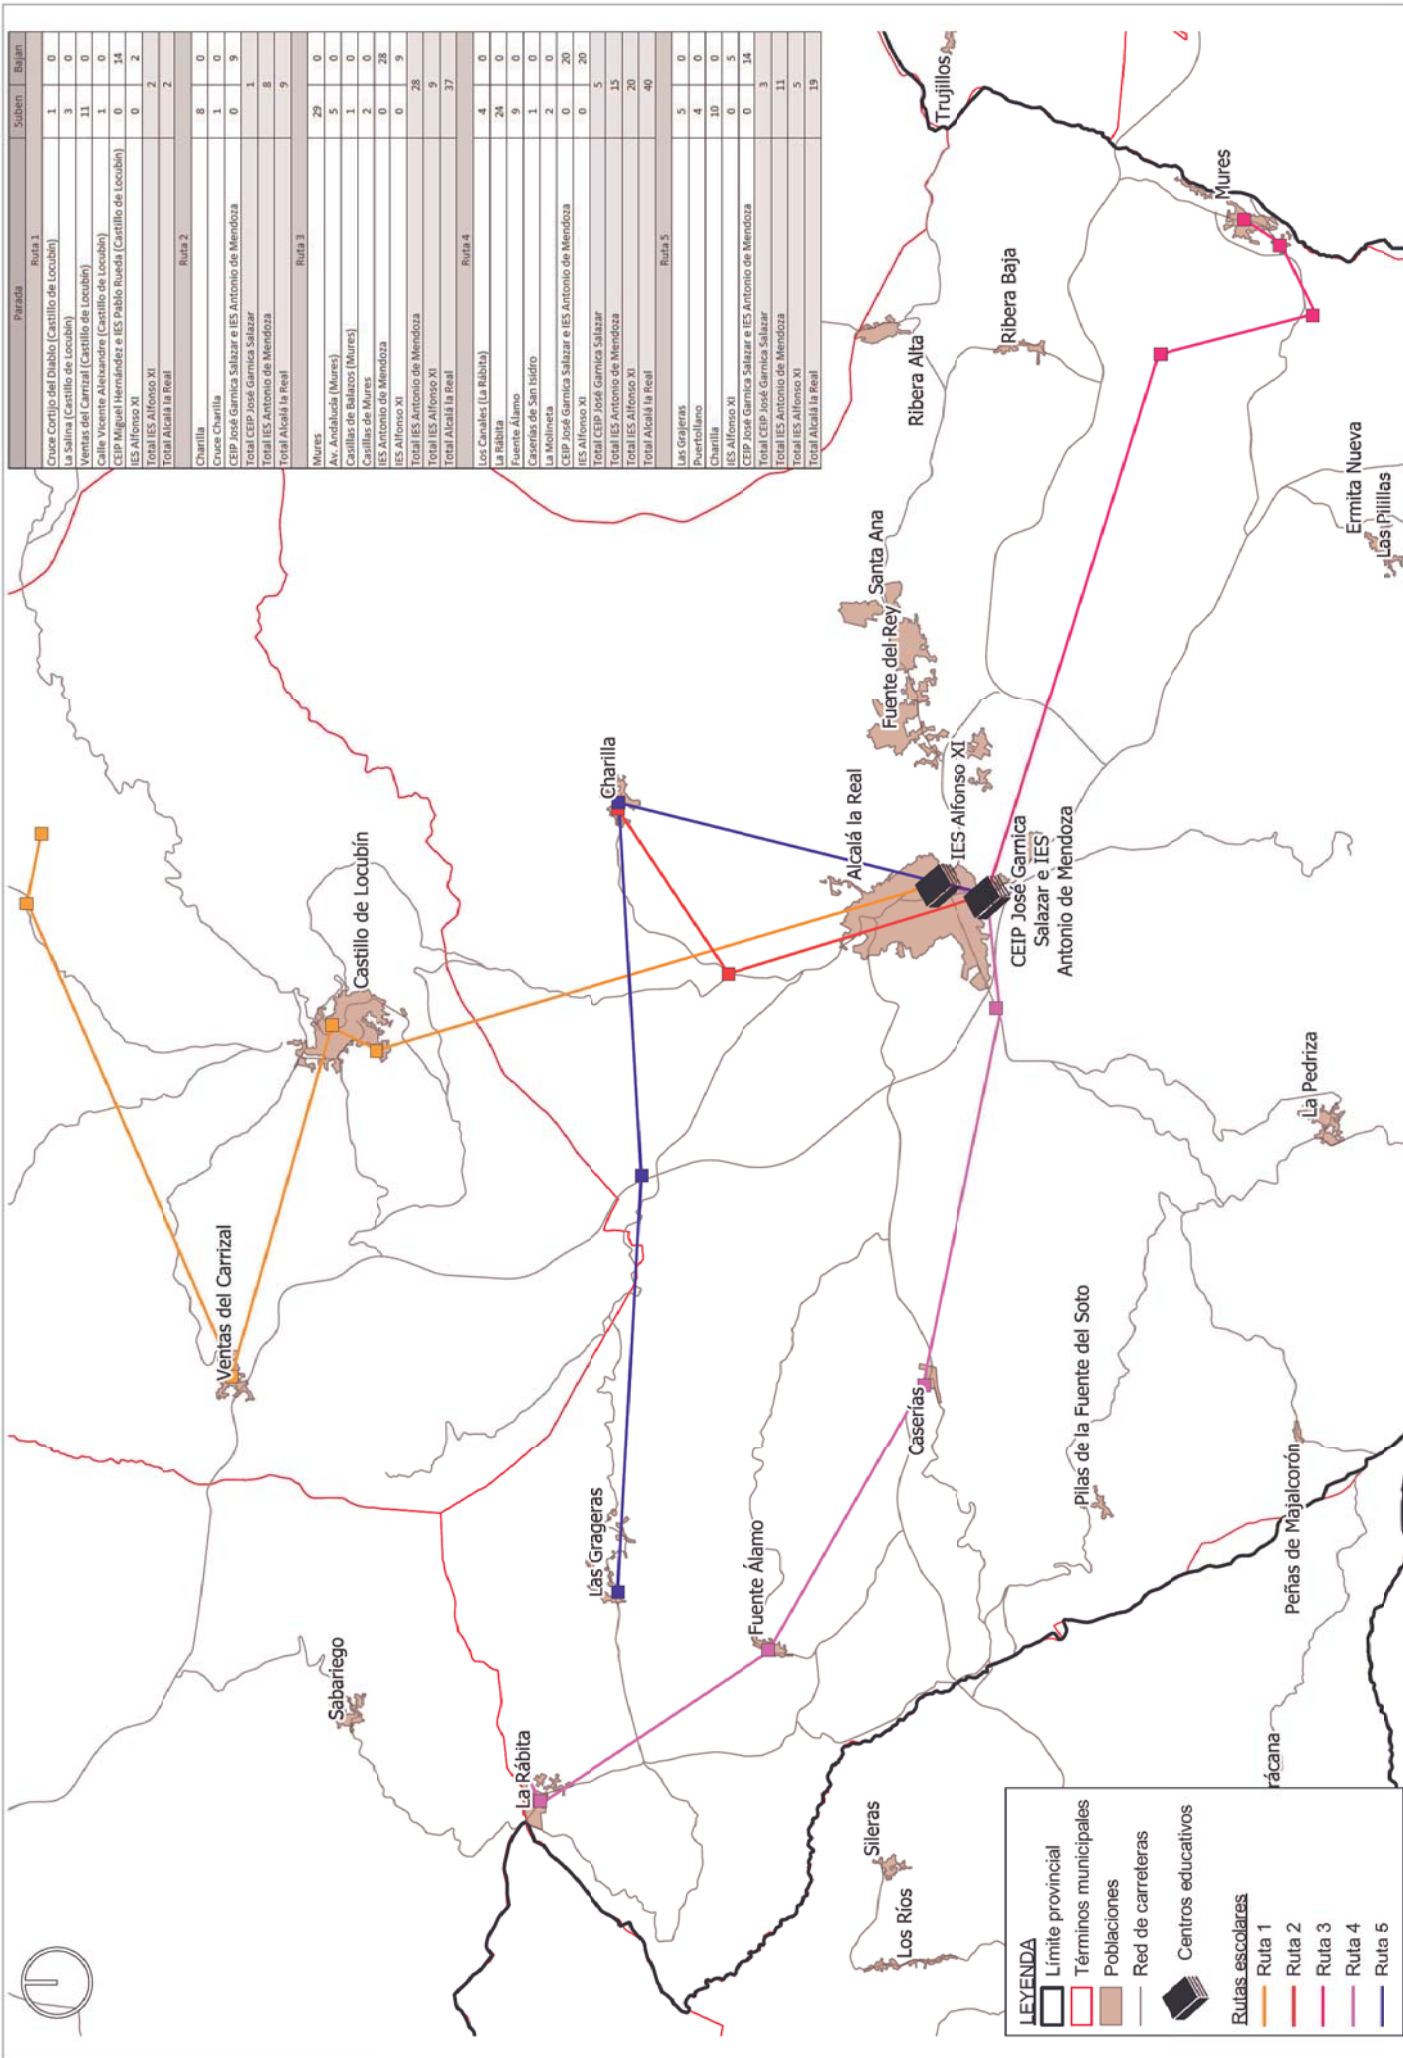 Parada Suben Bajan
Ruta 1
Cruce Cortijo del Diablo (Castillo de Locubín) 1 0
La Salina (Castillo de Locubín) 3 0
Ventas del Carrizal (Castillo de Locubín) 11 0
Calle Vicente Aleixandre (Castillo de Locubín) 1 0
CEIP Miguel Hernández e IES Pablo Rueda (Castillo de Locubín) 0 14
IES Alfonso XI 0 2
Total IES Alfonso XI 2
Total Alcalá la Real 2
Ruta 2
Charilla 8 0
Cruce Charilla 1 0
CEIP José Garnica Salazar e IES Antonio de Mendoza 0 9
Total CEIP José Garnica Salazar 1
Total IES Antonio de Mendoza 8
Total Alcalá la Real 9
Ruta 3
Mures 29 0
Av. Andalucía (Mures) 5 0
Casillas de Balazos (Mures) 1 0
Casillas de Mures 2 0
IES Antonio de Mendoza 0 28
IES Alfonso XI 0 9
Total IES Antonio de Mendoza 28
Total IES Alfonso XI 9
Total Alcalá la Real 37
Ruta 4
Los Canales (La Rábita) 4 0
La Rábita 24 0
Fuente Álamo 9 0
Caserías de San Isidro 1 0
La Molineta 2 0
CEIP José Garnica Salazar e IES Antonio de Mendoza 0 20
IES Alfonso XI 0 20
Total CEIP José Garnica Salazar 5
Total IES Antonio de Mendoza 15
Total IES Alfonso XI 20
Total Alcalá la Real 40
Ruta 5
Las Grajeras 5 0
Puertollano 4 0
Charilla 10 0
IES Alfonso XI 0 5
CEIP José Garnica Salazar e IES Antonio de Mendoza 0 14
Total CEIP José Garnica Salazar 3
Total IES Antonio de Mendoza 11
Total IES Alfonso XI 5
Total Alcalá la Real 19
Ventas del Carrizal
Castillo de Locubín
Sabariego
La Rábita
Las Grageras
Charilla
Fuente Álamo
Alcalá la Real
Fuente del Rey
Santa Ana
Ribera Alta
Trujillos
Sileras
Los Ríos
Caserías
IES Alfonso XI
CEIP José Garnica
Salazar e IES
Antonio de Mendoza
Ribera Baja
Pilas de la Fuente del Soto
Mures
Peñas de Majalcorón
La Pedriza
Ermita Nueva
Las Pilillas
rácana
LEYENDA
Límite provincial
Términos municipales
Poblaciones
Red de carreteras
Centros educativos
Rutas escolares
Ruta 1
Ruta 2
Ruta 3
Ruta 4
Ruta 5